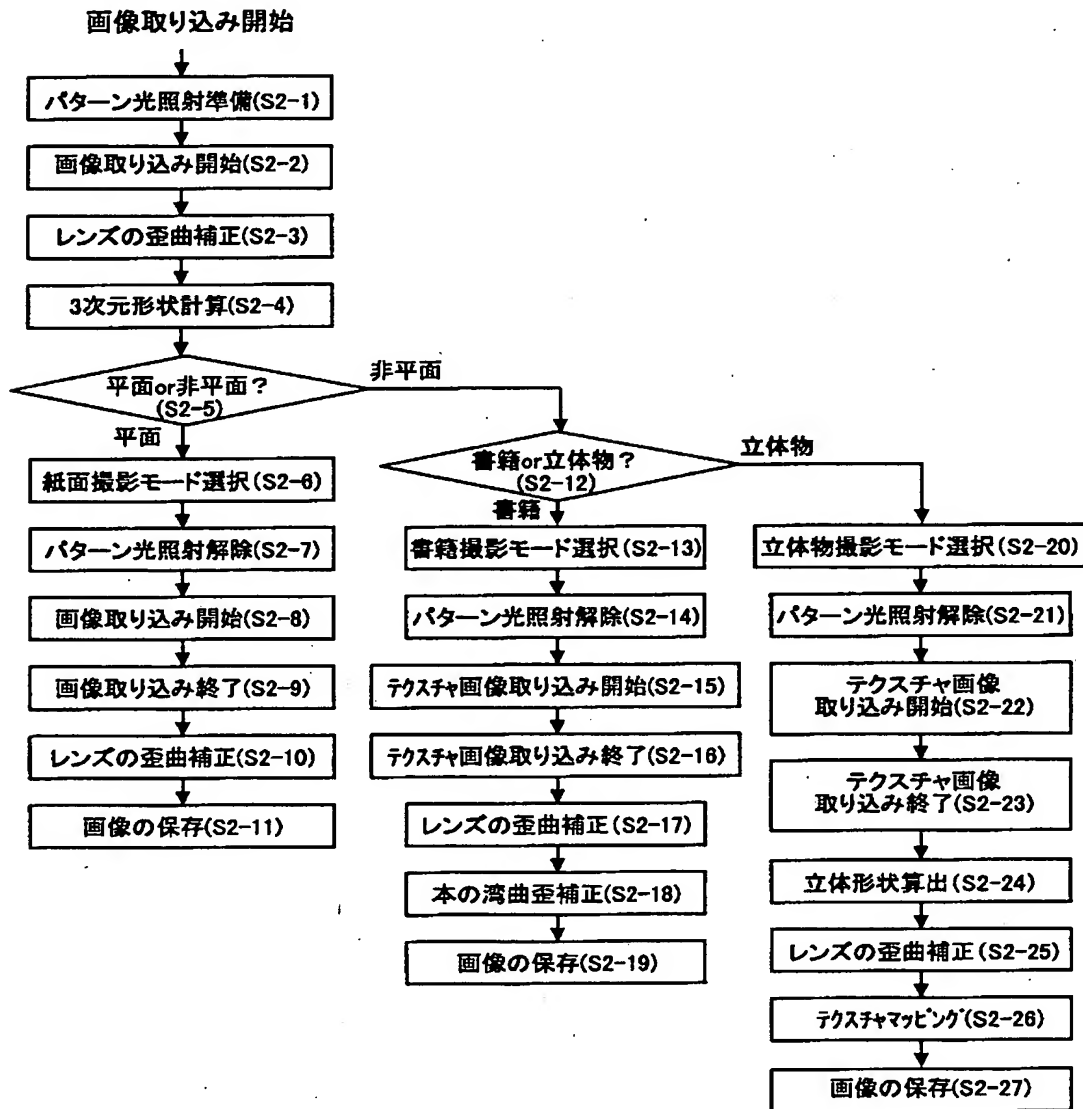 画像取り込み開始
パターン光照射準備(S2-1)
画像取り込み開始(S2-2)
レンズの歪曲補正(S2-3)
3次元形状計算(S2-4)
平面or非平面？
(S2-5)
非平面
平面
紙面撮影モード選択(S2-6)
パターン光照射解除(S2-7)
画像取り込み開始(S2-8)
画像取り込み終了(S2-9)
レンズの歪曲補正(S2-10)
画像の保存(S2-11)
書籍or立体物？
(S2-12)
立体物
書籍
書籍撮影モード選択(S2-13)
パターン光照射解除(S2-14)
テクスチャ画像取り込み開始(S2-15)
テクスチャ画像取り込み終了(S2-16)
レンズの歪曲補正(S2-17)
本の湾曲歪補正(S2-18)
画像の保存(S2-19)
立体物撮影モード選択(S2-20)
パターン光照射解除(S2-21)
テクスチャ画像
取り込み開始(S2-22)
テクスチャ画像
取り込み終了(S2-23)
立体形状算出(S2-24)
レンズの歪曲補正(S2-25)
テクスチャマッピング(S2-26)
画像の保存(S2-27)